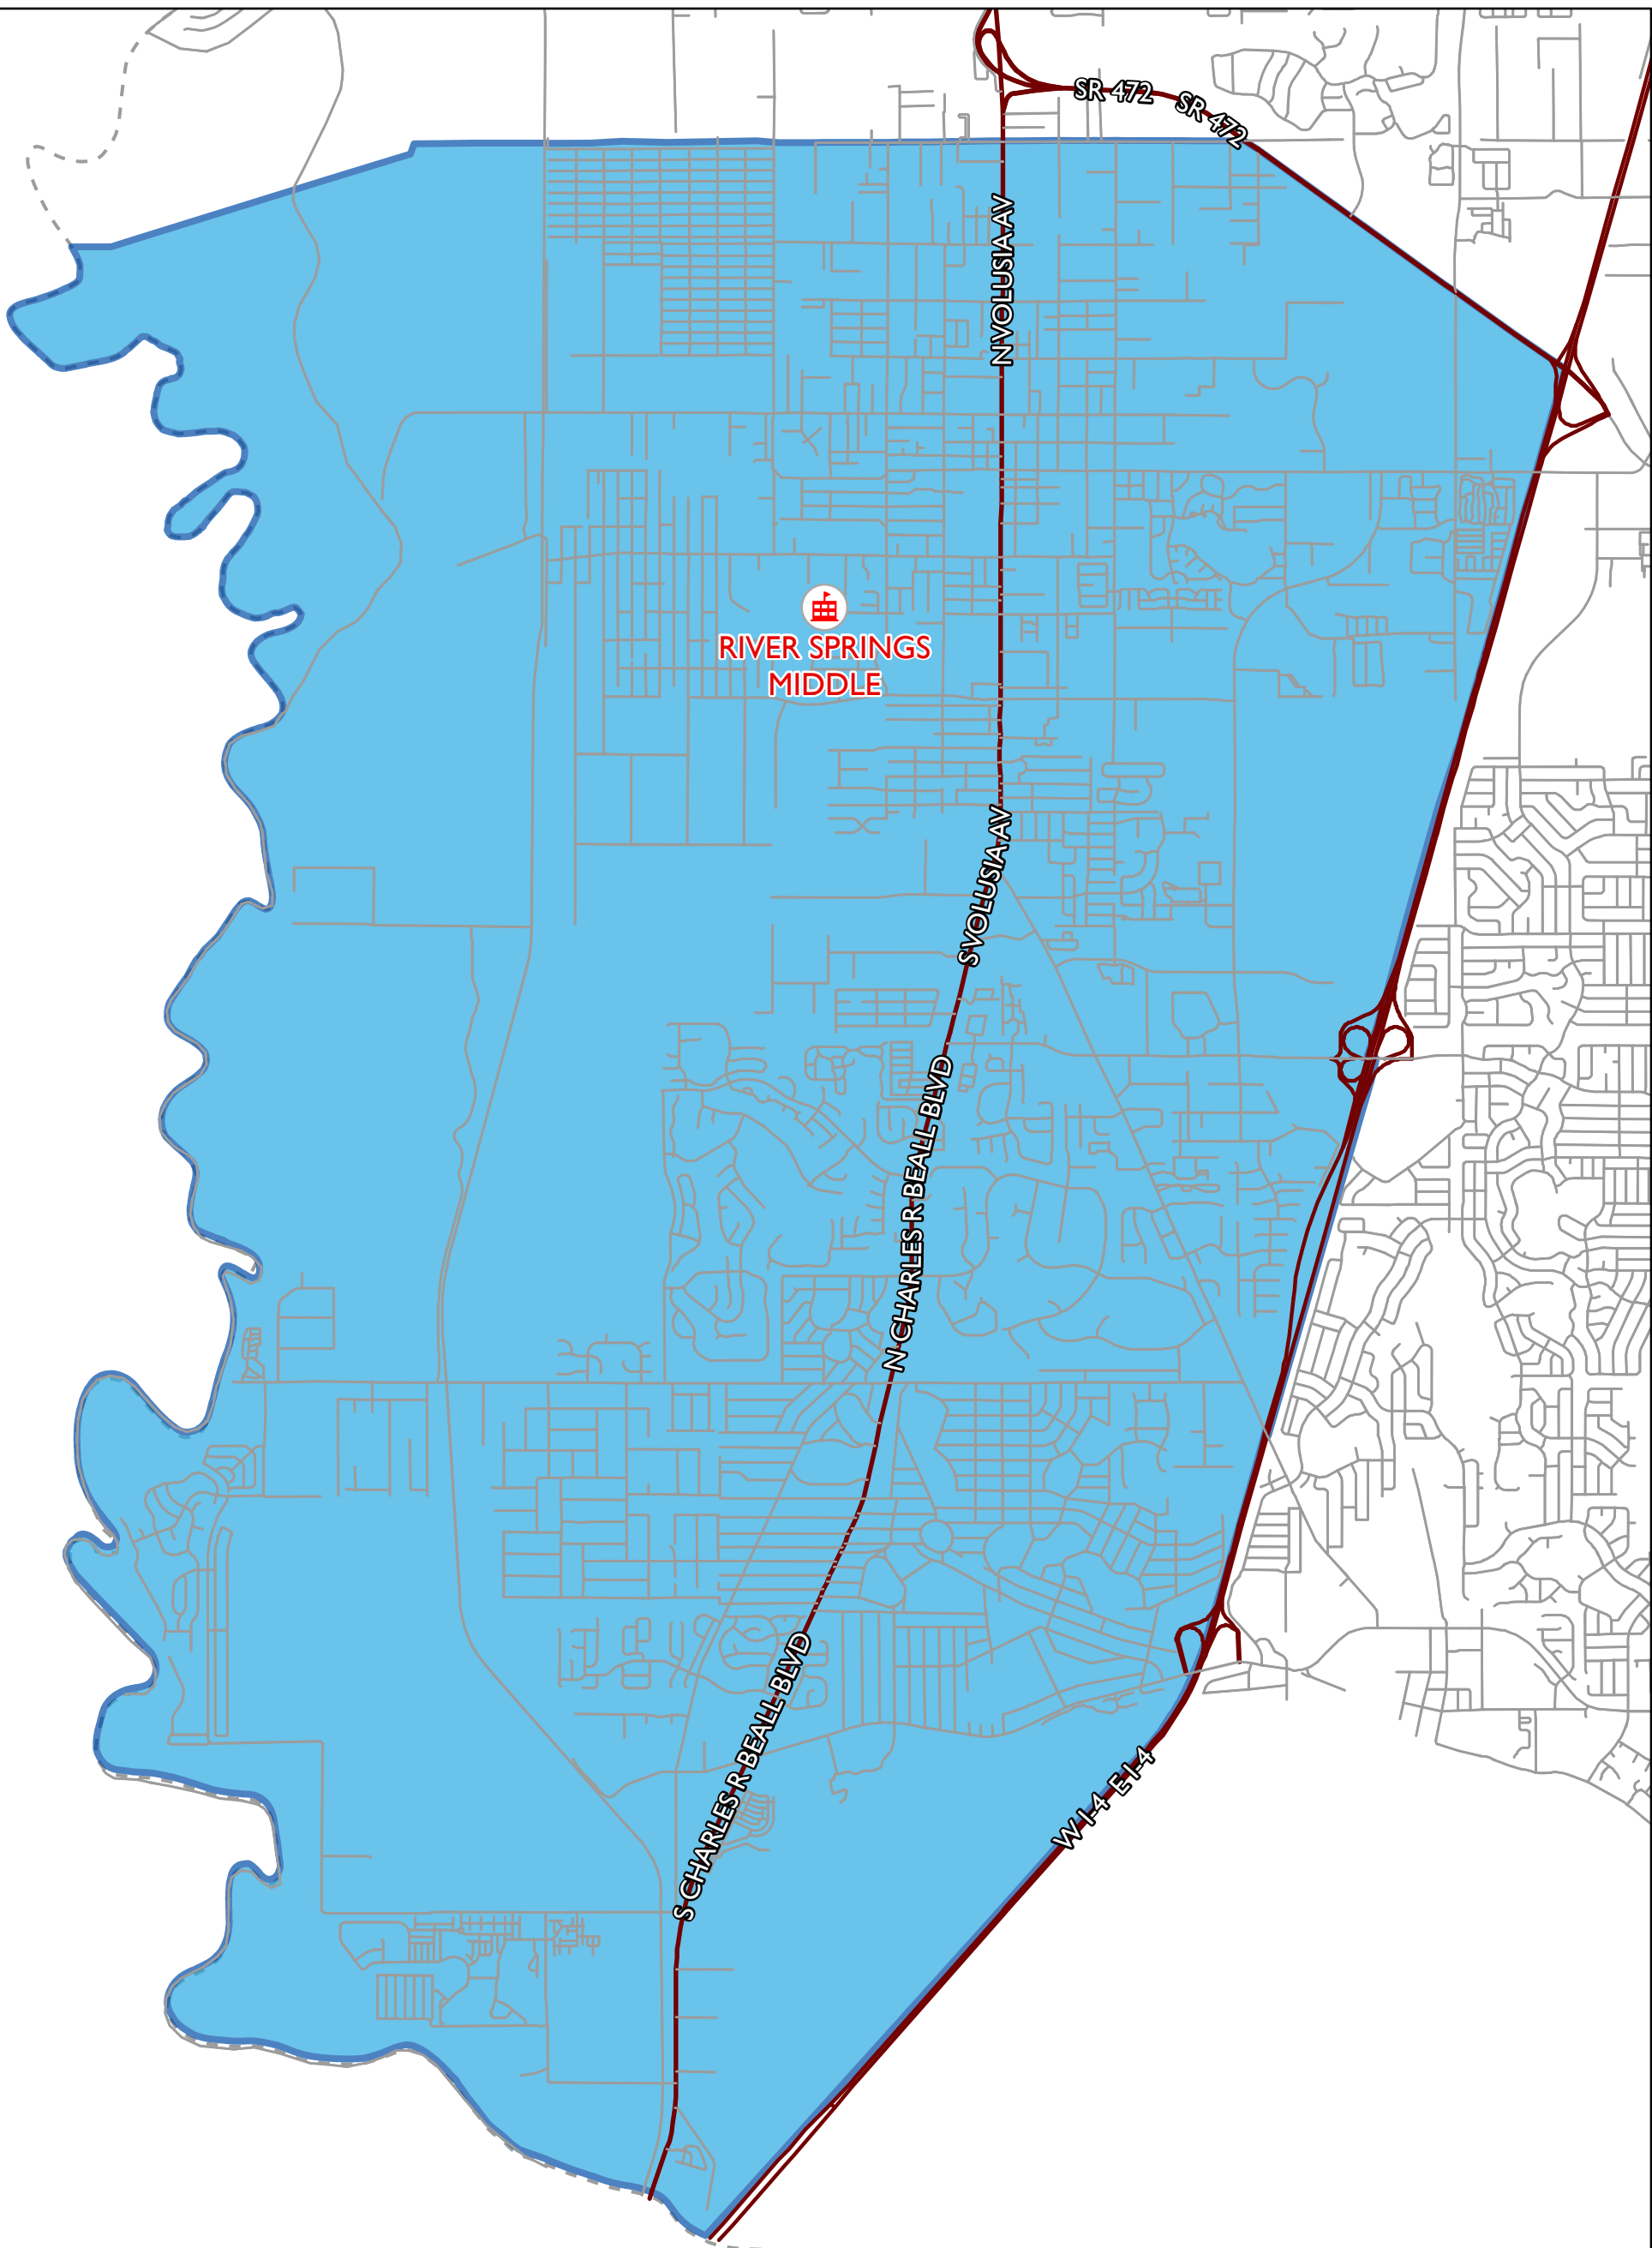 SR 472
SR 472
N VOLUSIA AV
RIVER SPRINGS
MIDDLE
S VOLUSIA AV
N CHARLES R BEALL BLVD
S CHARLES R BEALL BLVD
W I-4
E I-4